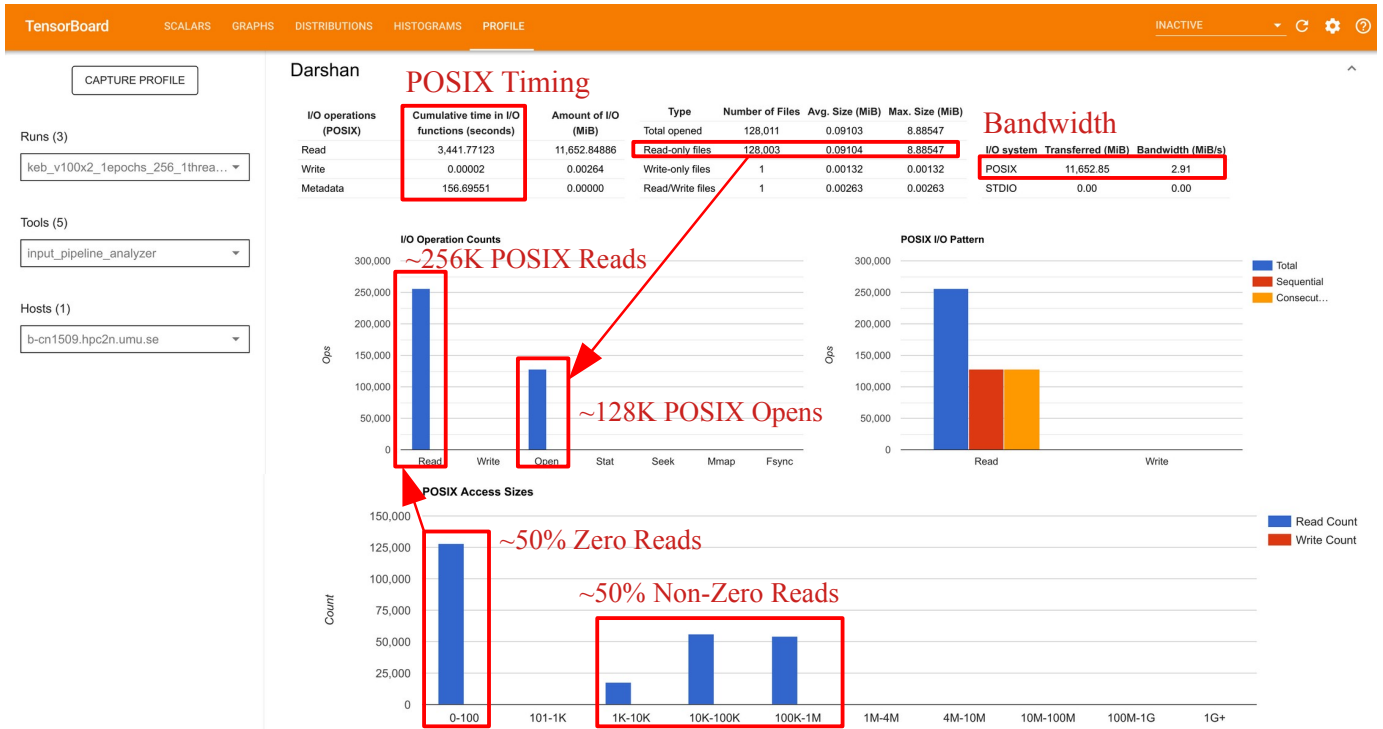 TensorBoard SCALARS GRAPHS DISTRIBUTIONS HISTOGRAMS PROFILE INACTIVE
CAPTURE PROFILE
Runs (3)
keb_v100x2_1epochs_256_1threa...
Tools (5)
input_pipeline_analyzer
Hosts (1)
b-cn1509.hpc2n.umu.se
Darshan
POSIX Timing
I/O operations (POSIX) Cumulative time in I/O functions (seconds) Amount of I/O (MiB)
Read 3,441.77123 11,652.84886
Write 0.00002 0.00264
Metadata 156.69551 0.00000
Type Number of Files Avg. Size (MiB) Max. Size (MiB)
Total opened 128,011 0.09103 8.88547
Read-only files 128,003 0.09104 8.88547
Write-only files 1 0.00132 0.00132
Read/Write files 1 0.00263 0.00263
Bandwidth
I/O system Transferred (MiB) Bandwidth (MiB/s)
POSIX 11,652.85 2.91
STDIO 0.00 0.00
I/O Operation Counts
~256K POSIX Reads
300,000
250,000
200,000
150,000
100,000
50,000
0
Ops
~128K POSIX Opens
Read Write Open Stat Seek Mmap Fsync
POSIX I/O Pattern
300,000
250,000
200,000
150,000
100,000
50,000
0
Ops
Read Write
Total
Sequential
Consecut...
POSIX Access Sizes
150,000
125,000
100,000
75,000
50,000
25,000
0
Count
~50% Zero Reads
~50% Non-Zero Reads
0-100 101-1K 1K-10K 10K-100K 100K-1M 1M-4M 4M-10M 10M-100M 100M-1G 1G+
Read Count
Write Count